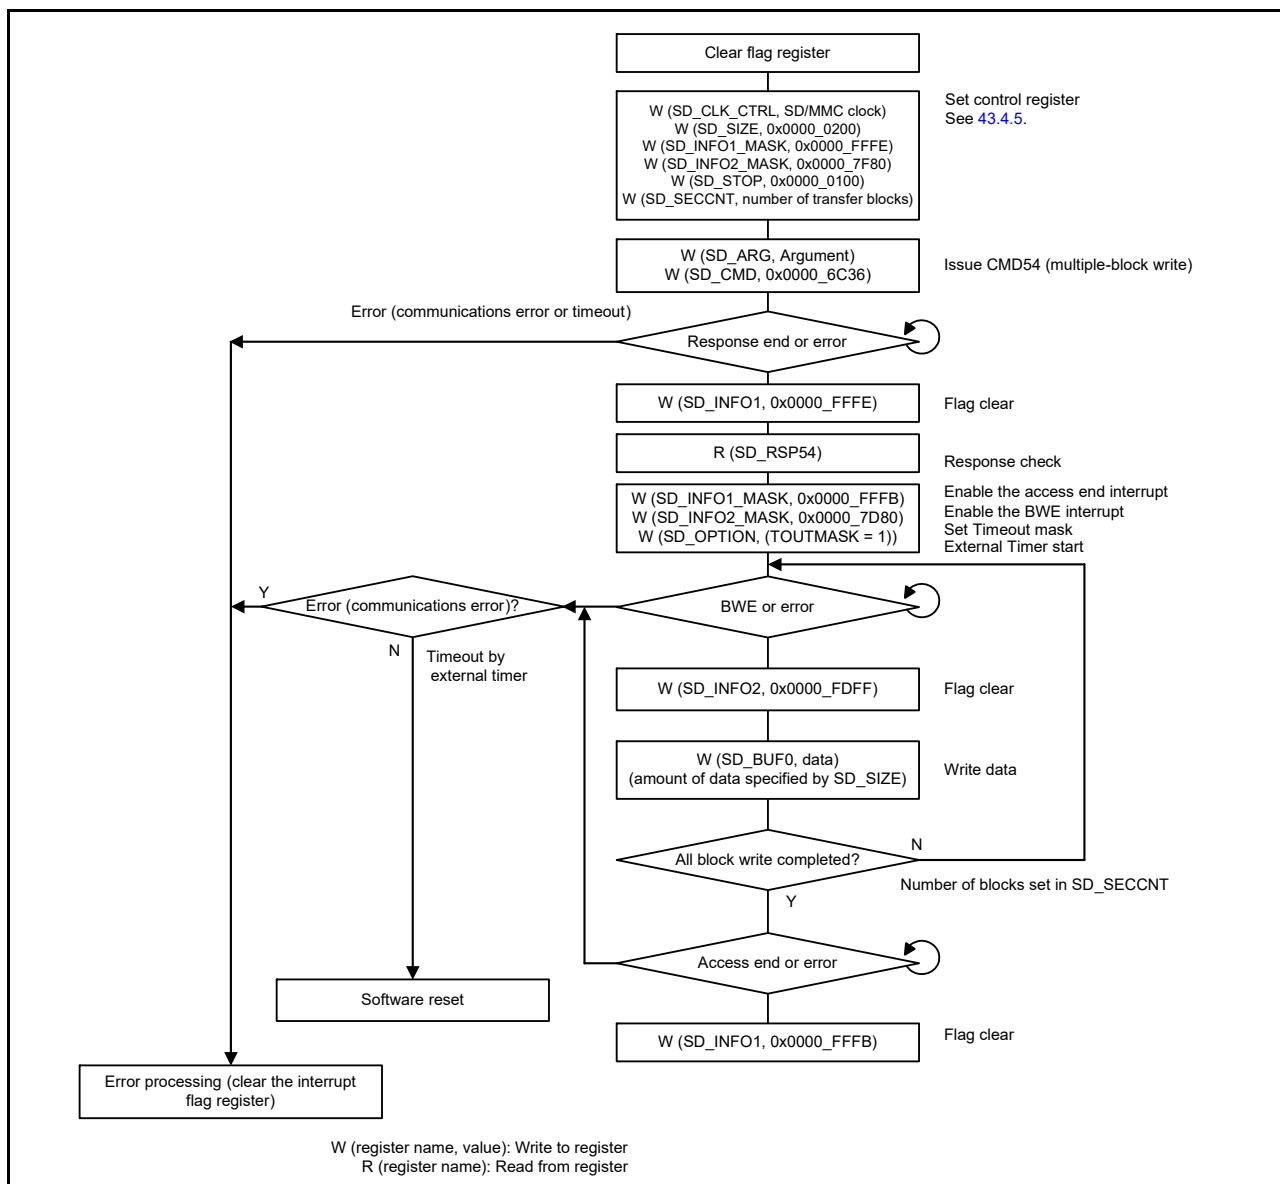 Clear flag register
W (SD_CLK_CTRL, SD/MMC clock)
W (SD_SIZE, 0x0000_0200)
W (SD_INFO1_MASK, 0x0000_FFFE)
W (SD_INFO2_MASK, 0x0000_7F80)
W (SD_STOP, 0x0000_0100)
W (SD_SECCNT, number of transfer blocks)
Set control register
See 43.4.5.
W (SD_ARG, Argument)
W (SD_CMD, 0x0000_6C36)
Issue CMD54 (multiple-block write)
Error (communications error or timeout)
Response end or error
W (SD_INFO1, 0x0000_FFFE)
Flag clear
R (SD_RSP54)
Response check
W (SD_INFO1_MASK, 0x0000_FFFB)
W (SD_INFO2_MASK, 0x0000_7D80)
W (SD_OPTION, (TOUTMASK = 1))
Enable the access end interrupt
Enable the BWE interrupt
Set Timeout mask
External Timer start
Y
Error (communications error)?
BWE or error
N
Timeout by
external timer
W (SD_INFO2, 0x0000_FDFF)
Flag clear
W (SD_BUF0, data)
(amount of data specified by SD_SIZE)
Write data
All block write completed?
N
Number of blocks set in SD_SECCNT
Y
Access end or error
Software reset
W (SD_INFO1, 0x0000_FFFB)
Flag clear
Error processing (clear the interrupt
flag register)
W (register name, value): Write to register
R (register name): Read from register